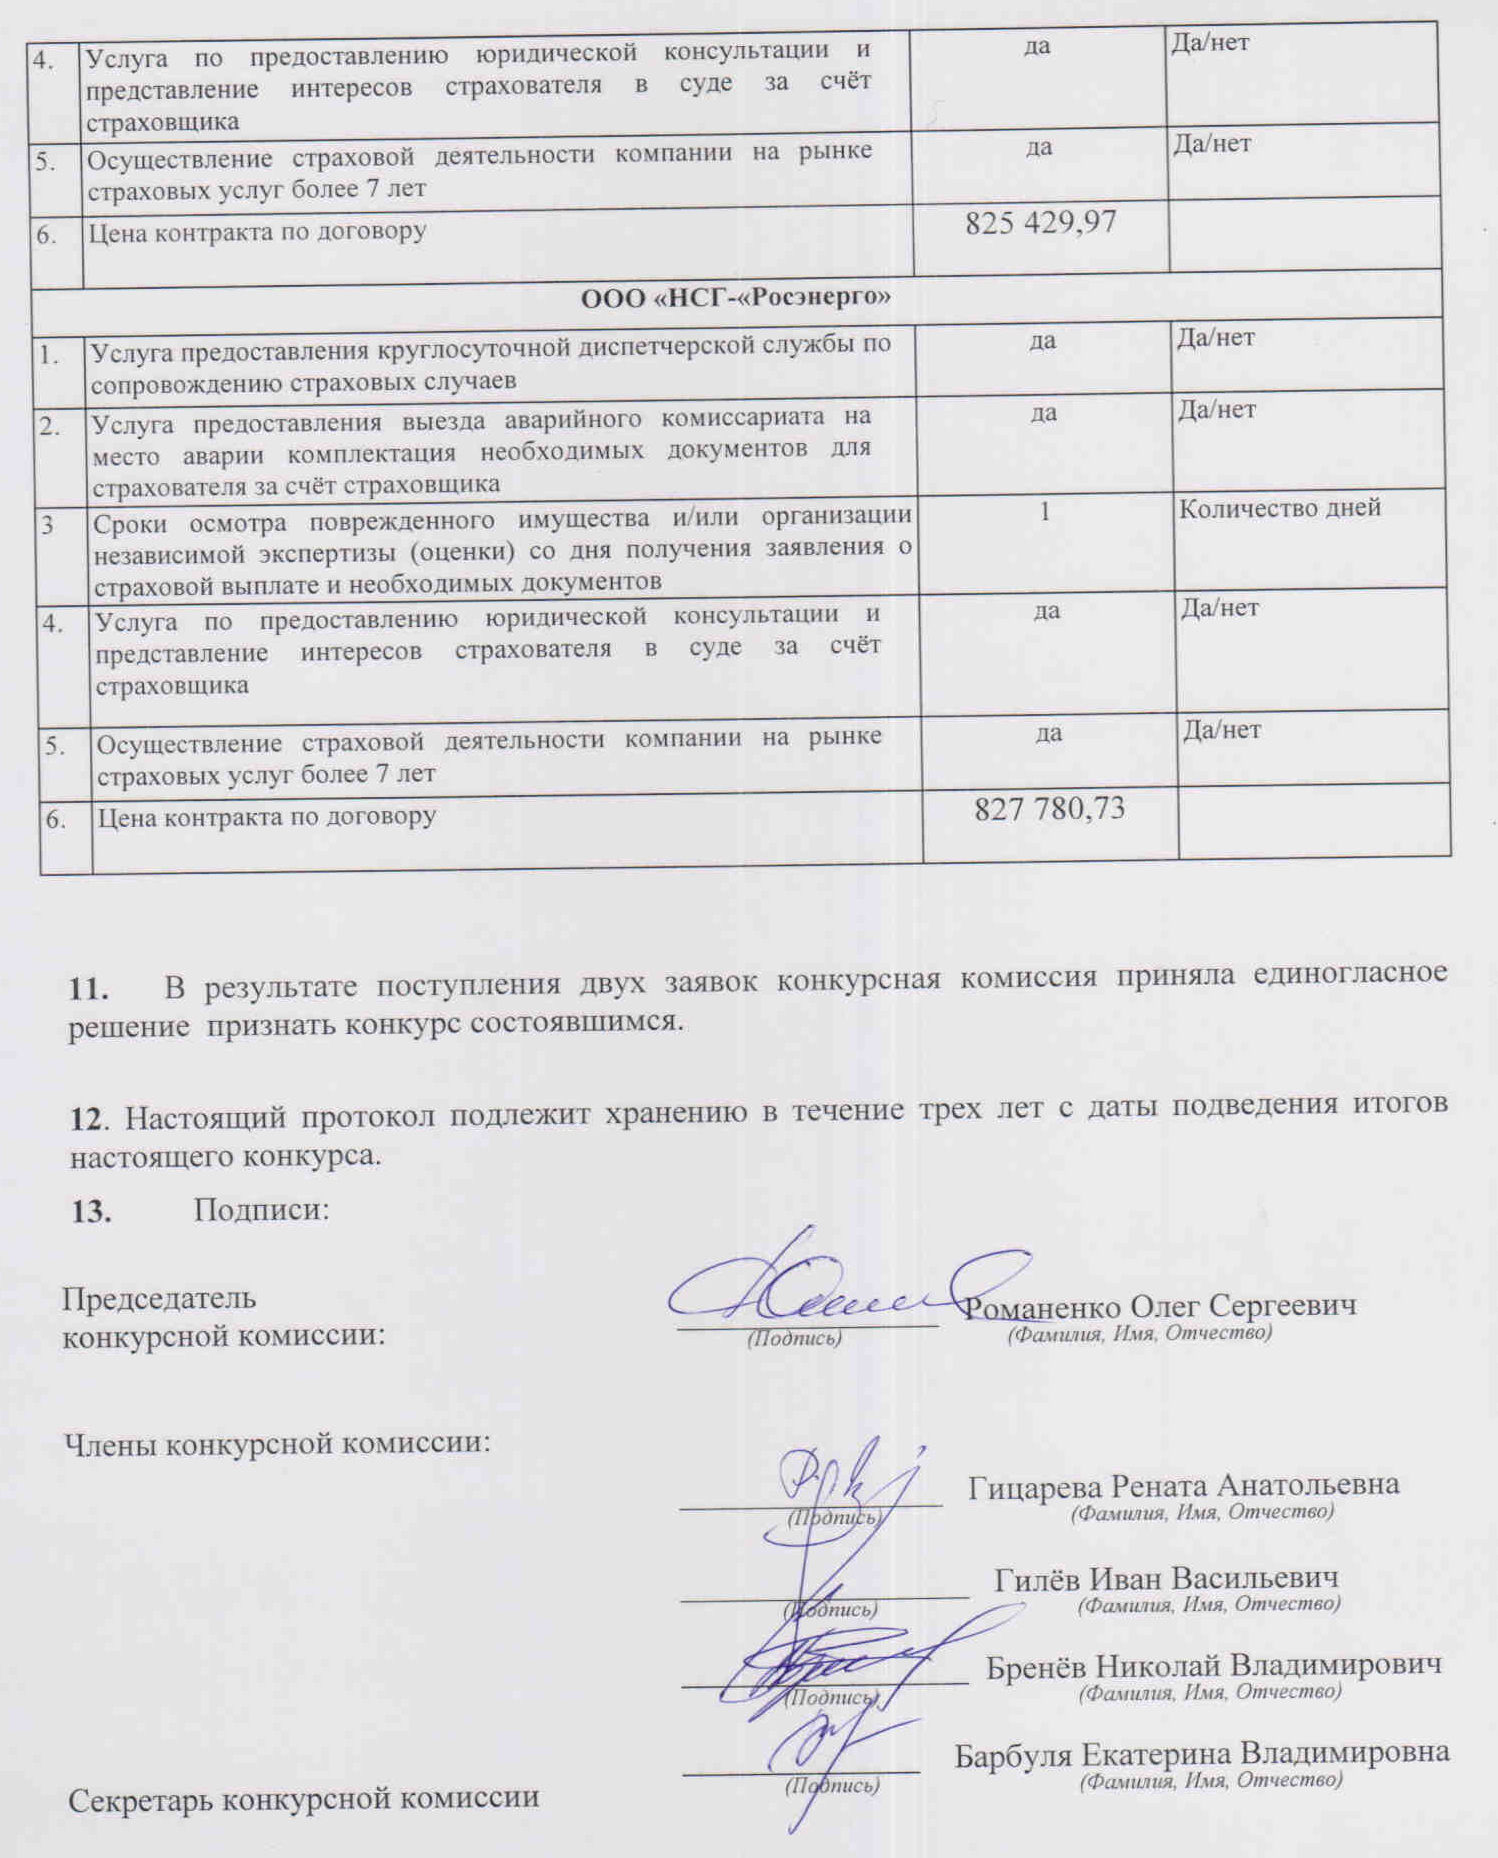 4. Услуга по предоставлению юридической консультации и да Да/нет
представление интересов страхователя в суде за счёт
страховщика
5. Осуществление страховой деятельности компании на рынке да Да/нет
страховых услуг более 7 лет
6. Цена контракта по договору 825 429,97
ООО «НСГ-«Росэнерго»
1. Услуга предоставления круглосуточной диспетчерской службы по да Да/нет
сопровождению страховых случаев
2. Услуга предоставления выезда аварийного комиссариата на да Да/нет
место аварии комплектация необходимых документов для
страхователя за счёт страховщика
3 Сроки осмотра поврежденного имущества и/или организации 1 Количество дней
независимой экспертизы (оценки) со дня получения заявления о
страховой выплате и необходимых документов
4. Услуга по предоставлению юридической консультации и да Да/нет
представление интересов страхователя в суде за счёт
страховщика
5. Осуществление страховой деятельности компании на рынке да Да/нет
страховых услуг более 7 лет
6. Цена контракта по договору 827 780,73
11. В результате поступления двух заявок конкурсная комиссия приняла единогласное
решение признать конкурс состоявшимся.
12. Настоящий протокол подлежит хранению в течение трех лет с даты подведения итогов
настоящего конкурса.
13. Подписи:
Председатель
конкурсной комиссии: Романенко Олег Сергеевич
(Подпись) (Фамилия, Имя, Отчество)
Члены конкурсной комиссии:
Гицарева Рената Анатольевна
(Подпись) (Фамилия, Имя, Отчество)
Гилёв Иван Васильевич
(Подпись) (Фамилия, Имя, Отчество)
Бренёв Николай Владимирович
(Подпись) (Фамилия, Имя, Отчество)
Барбуля Екатерина Владимировна
(Подпись) (Фамилия, Имя, Отчество)
Секретарь конкурсной комиссии